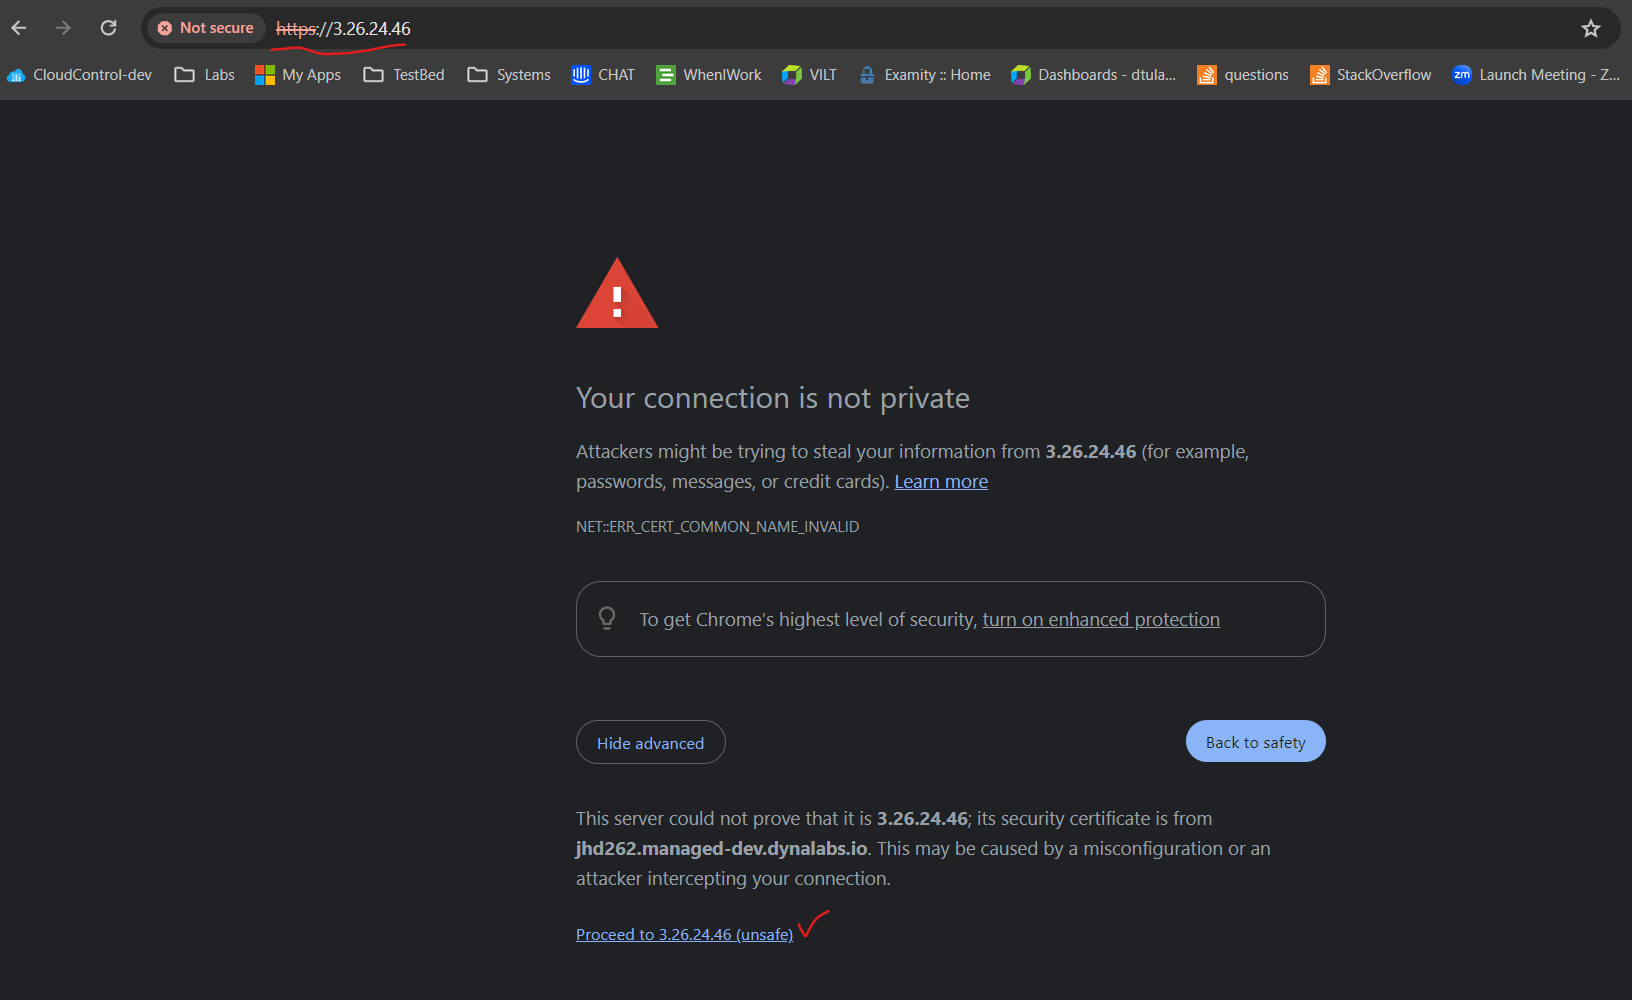 Not secure https://3.26.24.46
CloudControl-dev Labs My Apps TestBed Systems CHAT WhenIWork VILT Examity :: Home Dashboards - dtula... questions StackOverflow zm Launch Meeting - Z...
Your connection is not private
Attackers might be trying to steal your information from 3.26.24.46 (for example,
passwords, messages, or credit cards). Learn more
NET::ERR_CERT_COMMON_NAME_INVALID
To get Chrome’s highest level of security, turn on enhanced protection
Hide advanced Back to safety
This server could not prove that it is 3.26.24.46; its security certificate is from
jhd262.managed-dev.dynalabs.io. This may be caused by a misconfiguration or an
attacker intercepting your connection.
Proceed to 3.26.24.46 (unsafe)